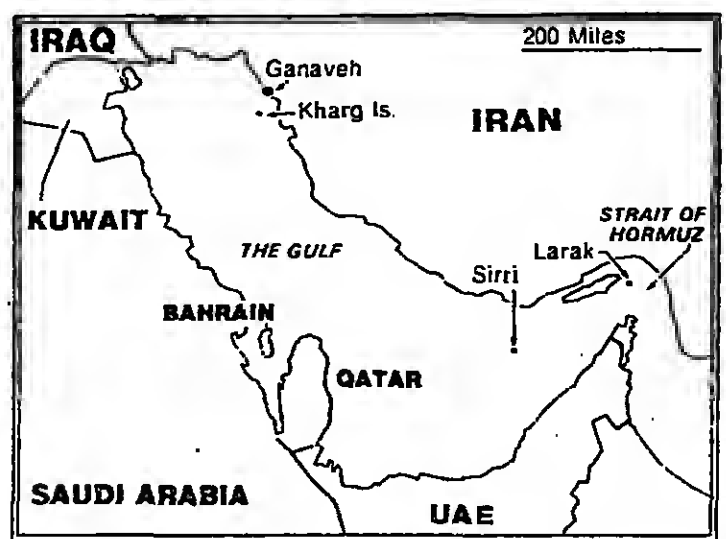 IRAQ
200 Miles
Ganaveh
Kharg Is.
IRAN
KUWAIT
STRAIT OF
HORMUZ
THE GULF
Larak
Sirri
BAHRAIN
QATAR
SAUDI ARABIA
UAE